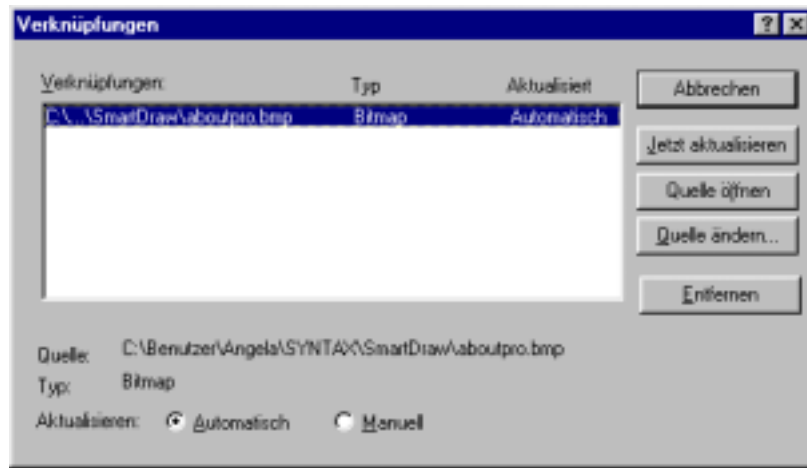 Verknüpfungen
Verknüpfungen: Typ Aktualisiert
C:\...\SmartDraw\aboutpro.bmp Bitmap Automatisch
Abbrechen
Jetzt aktualisieren
Quelle öffnen
Quelle ändern...
Entfernen
Quelle: C:\Benutzer\Angela\SYNTAX\SmartDraw\aboutpro.bmp
Typ: Bitmap
Aktualisieren: Automatisch Manuell